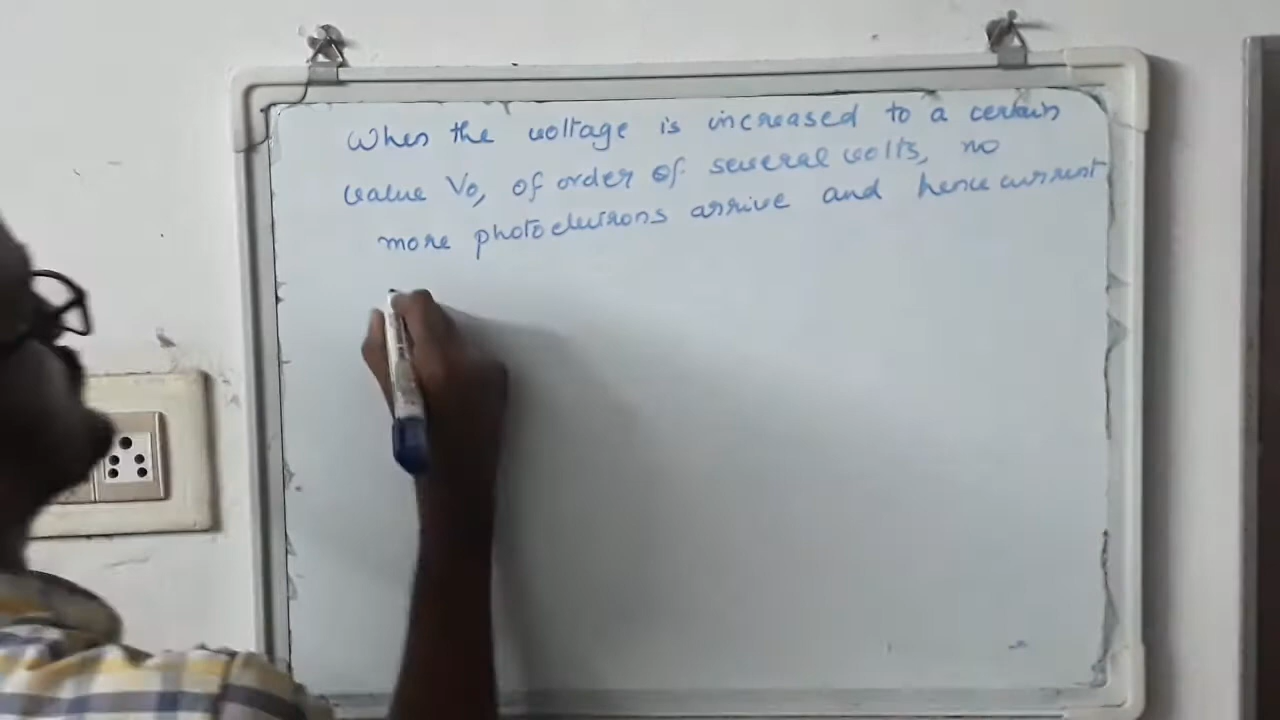 When the voltage is increased to a certain
value Vo, of order of several volts, no
more photoelectrons arrive and hence current